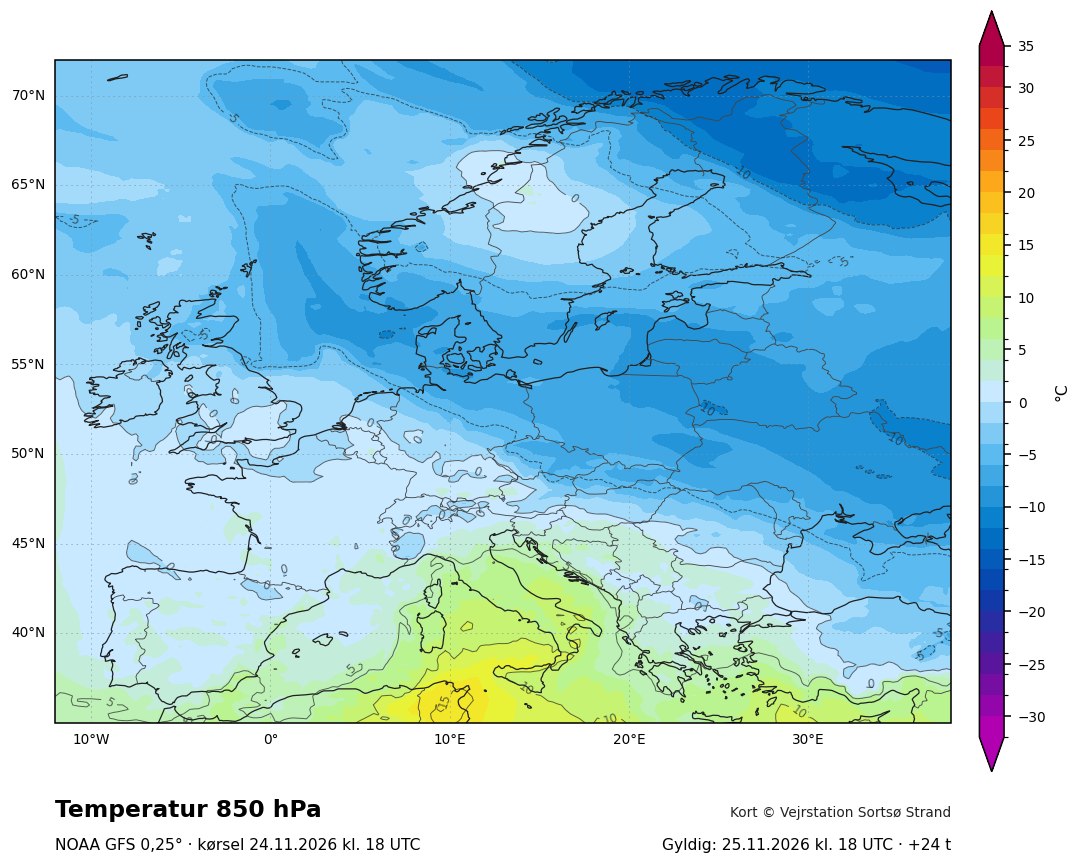 70°N
65°N
60°N
55°N
50°N
45°N
40°N
10°W 0° 10°E 20°E 30°E
35
30
25
20
15
10
5
0
−5
−10
−15
−20
−25
−30
°C
Temperatur 850 hPa
Kort © Vejrstation Sortsø Strand
NOAA GFS 0,25° · kørsel 24.11.2026 kl. 18 UTC
Gyldig: 25.11.2026 kl. 18 UTC · +24 t